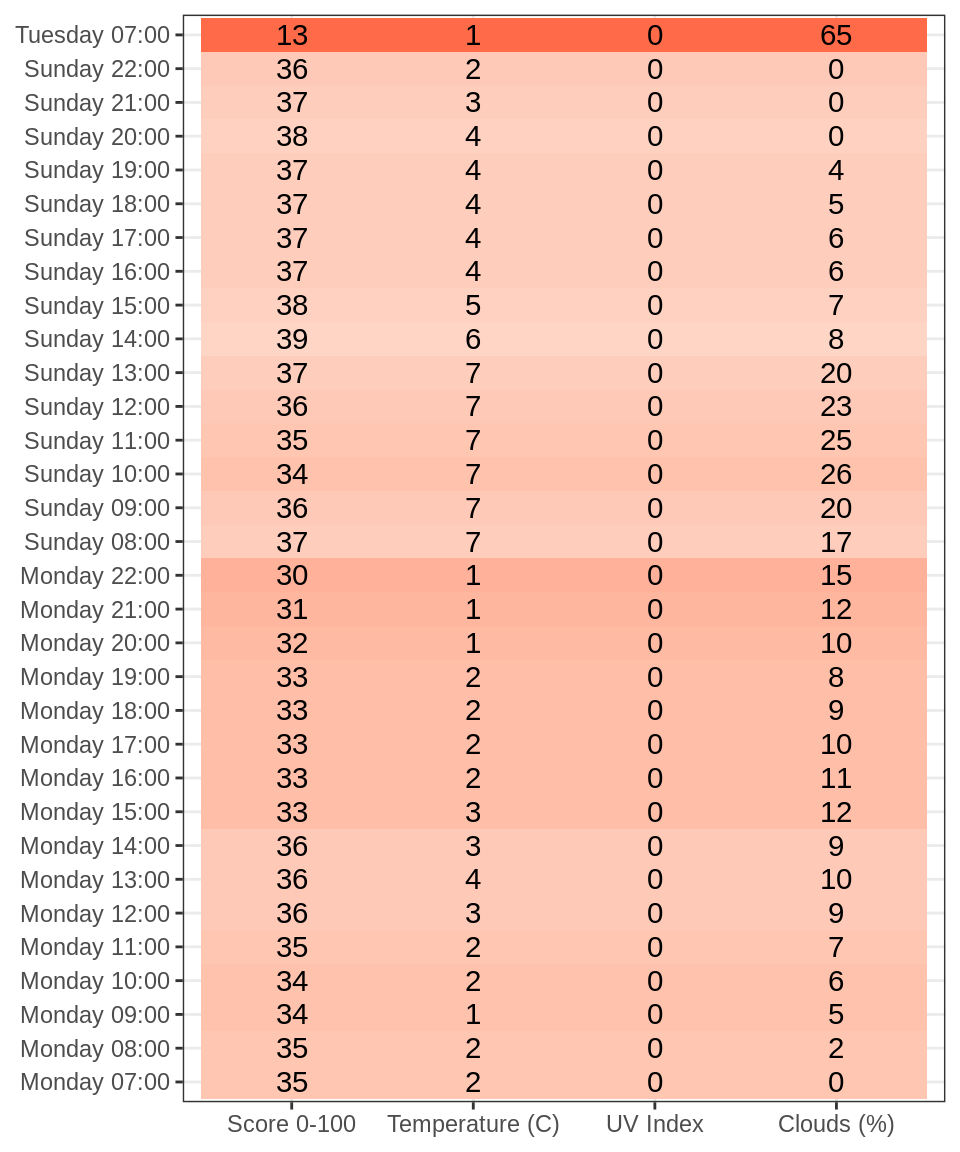 Tuesday 07:00 13 1 0 65
Sunday 22:00 36 2 0 0
Sunday 21:00 37 3 0 0
Sunday 20:00 38 4 0 0
Sunday 19:00 37 4 0 4
Sunday 18:00 37 4 0 5
Sunday 17:00 37 4 0 6
Sunday 16:00 37 4 0 6
Sunday 15:00 38 5 0 7
Sunday 14:00 39 6 0 8
Sunday 13:00 37 7 0 20
Sunday 12:00 36 7 0 23
Sunday 11:00 35 7 0 25
Sunday 10:00 34 7 0 26
Sunday 09:00 36 7 0 20
Sunday 08:00 37 7 0 17
Monday 22:00 30 1 0 15
Monday 21:00 31 1 0 12
Monday 20:00 32 1 0 10
Monday 19:00 33 2 0 8
Monday 18:00 33 2 0 9
Monday 17:00 33 2 0 10
Monday 16:00 33 2 0 11
Monday 15:00 33 3 0 12
Monday 14:00 36 3 0 9
Monday 13:00 36 4 0 10
Monday 12:00 36 3 0 9
Monday 11:00 35 2 0 7
Monday 10:00 34 2 0 6
Monday 09:00 34 1 0 5
Monday 08:00 35 2 0 2
Monday 07:00 35 2 0 0
Score 0-100 Temperature (C) UV Index Clouds (%)